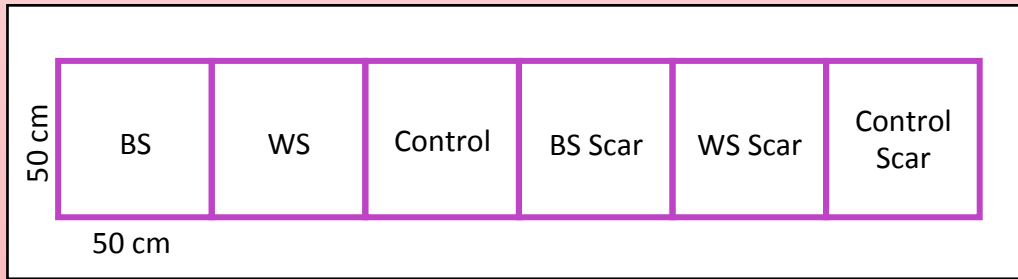 50 cm
BS
WS
Control
BS Scar
WS Scar
Control
Scar
50 cm